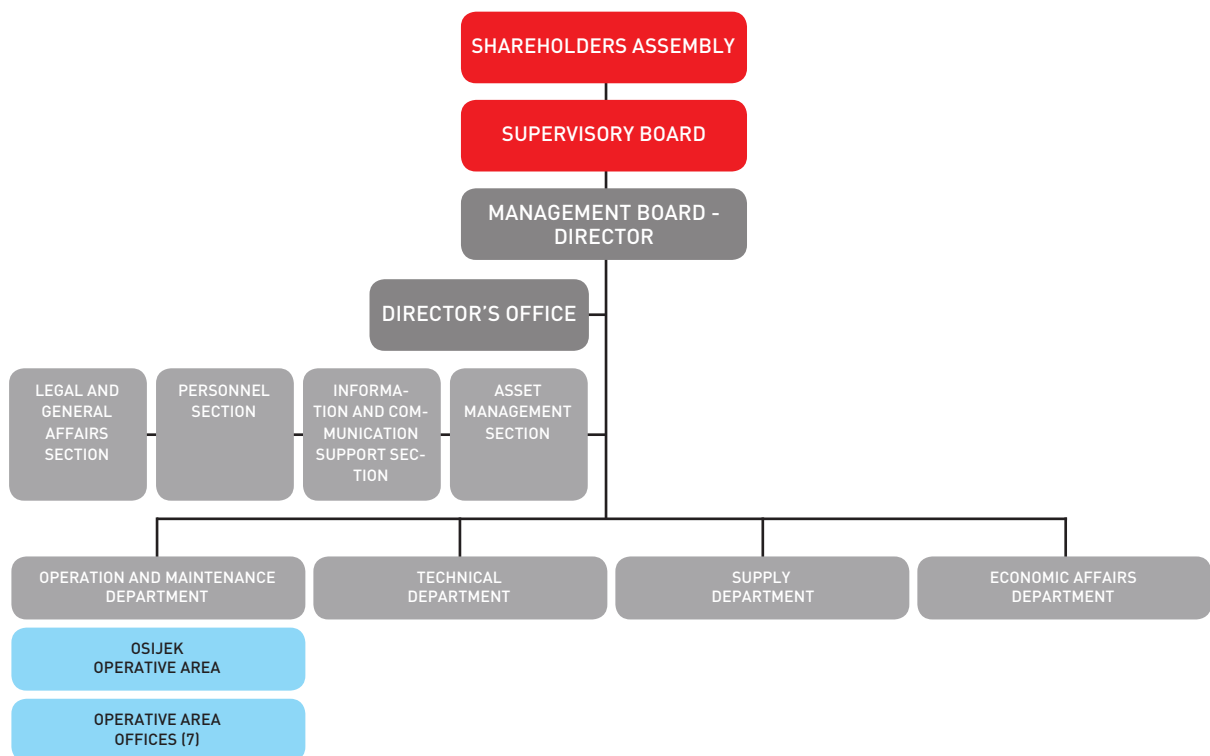 SHAREHOLDERS ASSEMBLY
SUPERVISORY BOARD
MANAGEMENT BOARD -
DIRECTOR
DIRECTOR’S OFFICE
LEGAL AND
GENERAL
AFFAIRS
SECTION
PERSONNEL
SECTION
INFORMA-
TION AND COM-
MUNICATION
SUPPORT SEC-
TION
ASSET
MANAGEMENT
SECTION
OPERATION AND MAINTENANCE
DEPARTMENT
TECHNICAL
DEPARTMENT
SUPPLY
DEPARTMENT
ECONOMIC AFFAIRS
DEPARTMENT
OSIJEK
OPERATIVE AREA
OPERATIVE AREA
OFFICES (7)